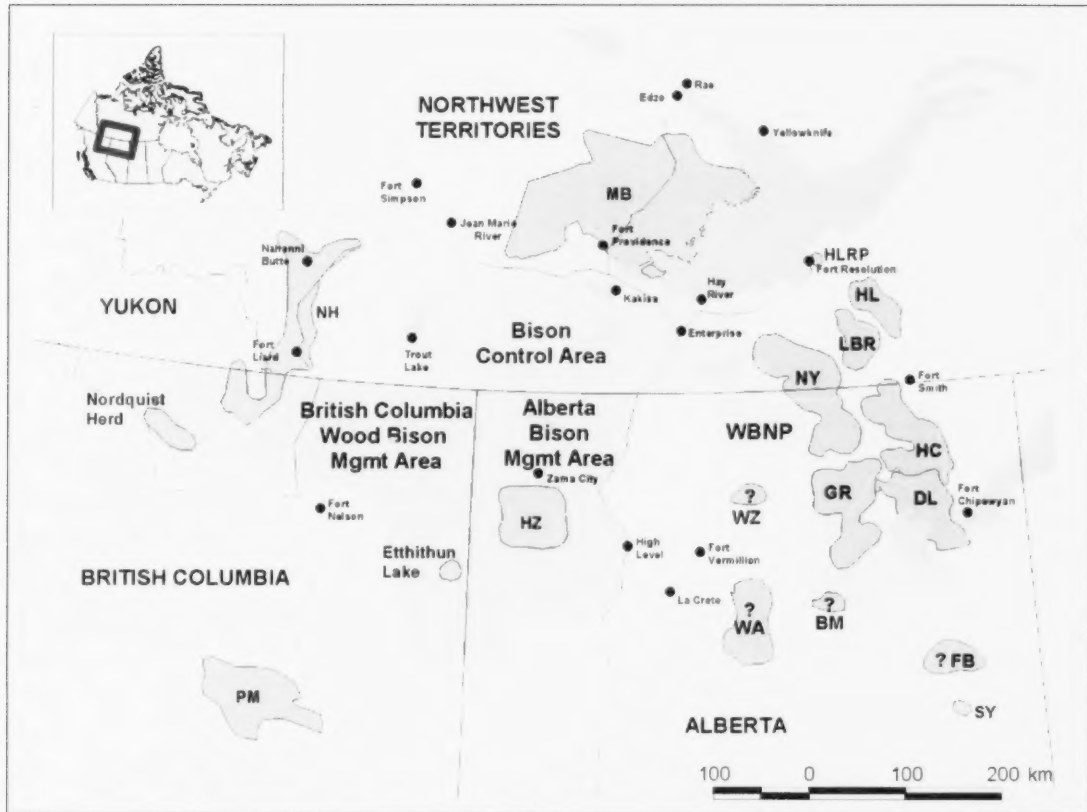 NORTHWEST
TERRITORIES
Rae
Edzo
Yellowknife
Fort
Simpson
MB
Jean Marie
River
Fort
Providence
Nahanni
Butte
HLRP
Fort Resolution
Hay
River
HL
Kakisa
YUKON
NH
Bison
Control Area
Enterprise
LBR
Fort
Liard
Trout
Lake
NY
Fort
Smith
Nordquist
Herd
British Columbia
Wood Bison
Mgmt Area
Alberta
Bison
Mgmt Area
WBNP
HC
Zama City
GR
DL
Fort
Chipewyan
?
WZ
HZ
Fort
Nelson
High
Level
Fort
Vermillion
Etthithun
Lake
BRITISH COLUMBIA
La Crete
?
WA
?
BM
? FB
PM
SY
ALBERTA
100 0 100 200 km